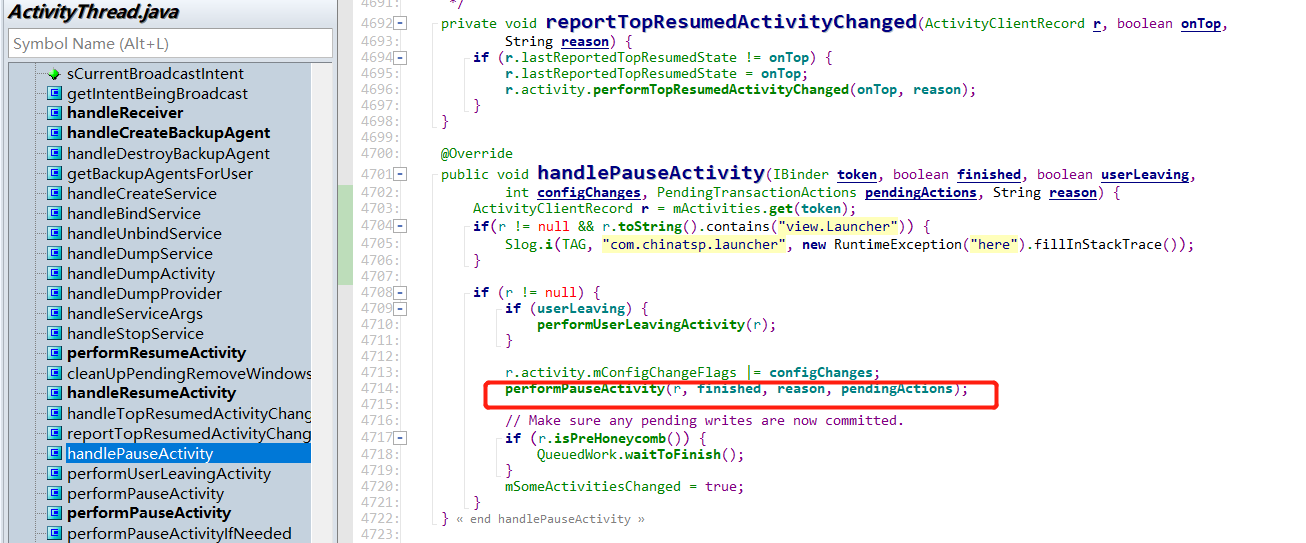 ActivityThread.java
Symbol Name (Alt+L)
sCurrentBroadcastIntent
getIntentBeingBroadcast
handleReceiver
handleCreateBackupAgent
handleDestroyBackupAgent
getBackupAgentsForUser
handleCreateService
handleBindService
handleUnbindService
handleDumpService
handleDumpActivity
handleDumpProvider
handleServiceArgs
handleStopService
performResumeActivity
cleanUpPendingRemoveWindows
handleResumeActivity
handleTopResumedActivityChang
reportTopResumedActivityChang
handlePauseActivity
performUserLeavingActivity
performPauseActivity
performPauseActivity
performPauseActivityIfNeeded
4691: */
4692: private void reportTopResumedActivityChanged(ActivityClientRecord r, boolean onTop,
4693: String reason) {
4694: if (r.lastReportedTopResumedState != onTop) {
4695: r.lastReportedTopResumedState = onTop;
4696: r.activity.performTopResumedActivityChanged(onTop, reason);
4697: }
4698: }
4699:
4700: @Override
4701: public void handlePauseActivity(IBinder token, boolean finished, boolean userLeaving,
4702: int configChanges, PendingTransactionActions pendingActions, String reason) {
4703: ActivityClientRecord r = mActivities.get(token);
4704: if(r != null && r.toString().contains("view.Launcher")) {
4705: Slog.i(TAG, "com.chinatsp.launcher", new RuntimeException("here").fillInStackTrace());
4706: }
4707:
4708: if (r != null) {
4709: if (userLeaving) {
4710: performUserLeavingActivity(r);
4711: }
4712:
4713: r.activity.mConfigChangeFlags |= configChanges;
4714: performPauseActivity(r, finished, reason, pendingActions);
4715:
4716: // Make sure any pending writes are now committed.
4717: if (r.isPreHoneycomb()) {
4718: QueuedWork.waitToFinish();
4719: }
4720: mSomeActivitiesChanged = true;
4721: }
4722: } « end handlePauseActivity »
4723: